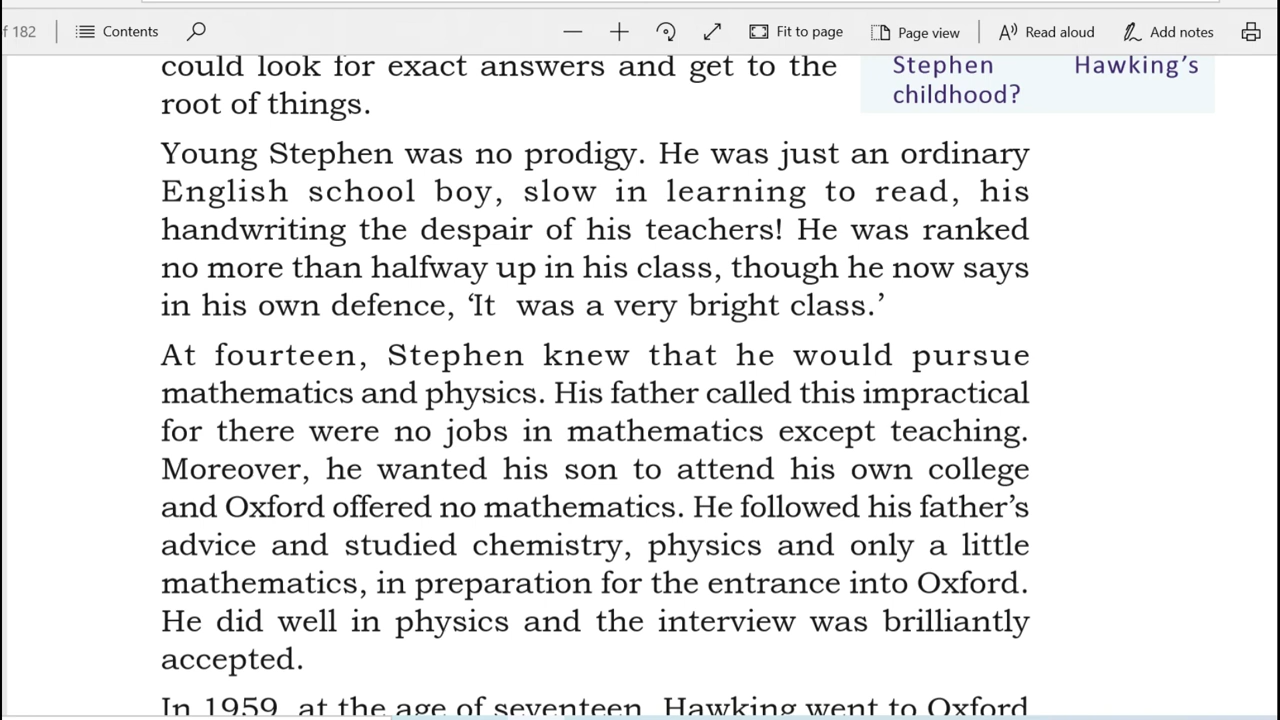 of 182
Contents
Fit to page
Page view
Read aloud
Add notes
could look for exact answers and get to the
root of things.
Stephen Hawking's
childhood?
Young Stephen was no prodigy. He was just an ordinary
English school boy, slow in learning to read, his
handwriting the despair of his teachers! He was ranked
no more than halfway up in his class, though he now says
in his own defence, ‘It was a very bright class.’
At fourteen, Stephen knew that he would pursue
mathematics and physics. His father called this impractical
for there were no jobs in mathematics except teaching.
Moreover, he wanted his son to attend his own college
and Oxford offered no mathematics. He followed his father’s
advice and studied chemistry, physics and only a little
mathematics, in preparation for the entrance into Oxford.
He did well in physics and the interview was brilliantly
accepted.
In 1959, at the age of seventeen, Hawking went to Oxford